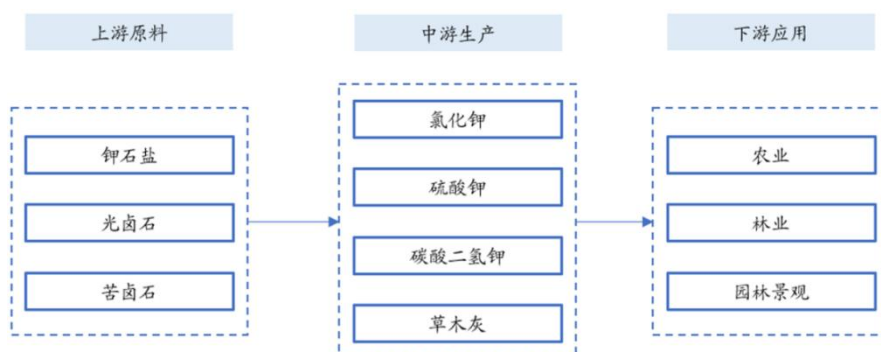 上游原料
中游生产
下游应用
钾石盐
光卤石
苦卤石
氯化钾
硫酸钾
碳酸二氢钾
草木灰
农业
林业
园林景观